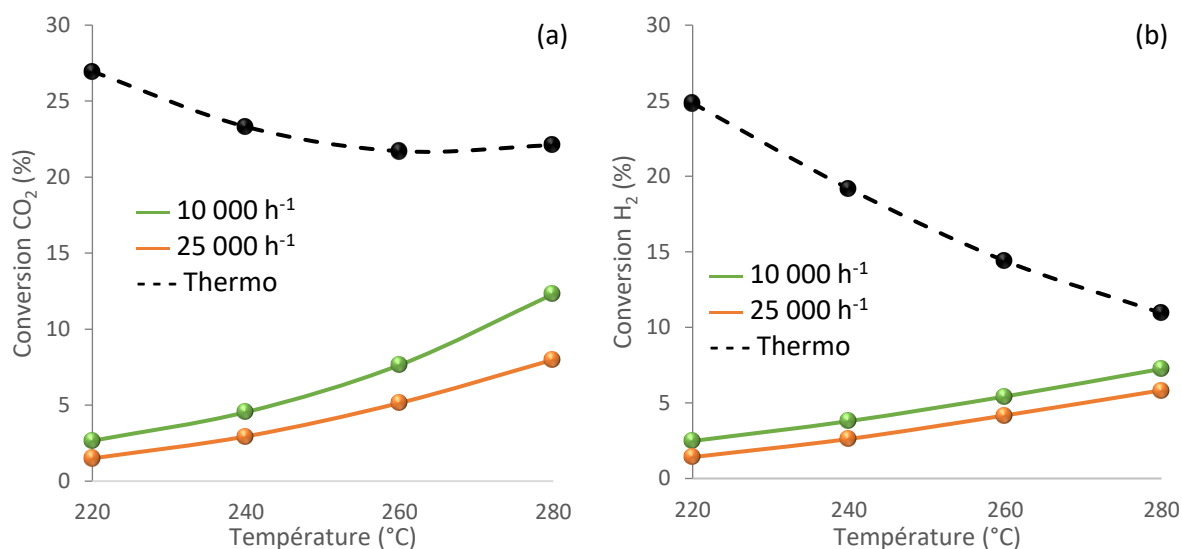 (a)
Conversion CO₂ (%)
30
25
20
15
10
5
0
10 000 h⁻¹
25 000 h⁻¹
Thermo
220 240 260 280
Température (°C)
(b)
Conversion H₂ (%)
30
25
20
15
10
5
0
10 000 h⁻¹
25 000 h⁻¹
Thermo
220 240 260 280
Température (°C)